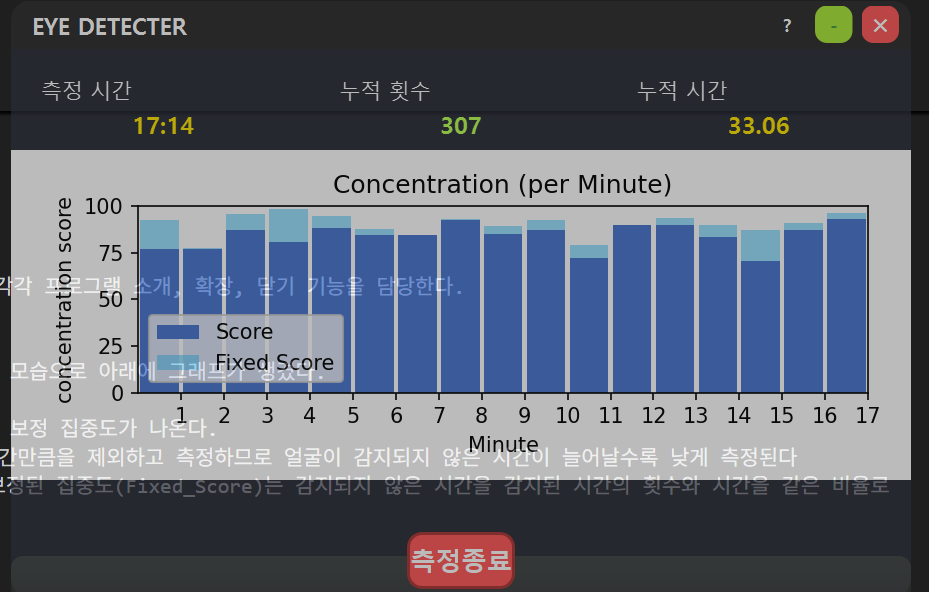 EYE DETECTER
?
-
×
측정 시간 누적 횟수 누적 시간
17:14 307 33.06
Concentration (per Minute)
concentration score
100
75
각각 프로그램 소개, 확장, 닫기 기능을 담당한다.
50
Score
25
Fixed Score
모습으로 아래에 그래프가 생겼다.
0
1 2 3 4 5 6 7 8 9 10 11 12 13 14 15 16 17
보정 집중도가 나온다.
Minute
간만큼을 제외하고 측정하므로 얼굴이 감지되지 않은 시간이 늘어날수록 낮게 측정된다
집중도(Fixed_Score)는 감지되지 않은 시간을 감지된 시간의 횟수와 시간을 같은 비율로
측정종료